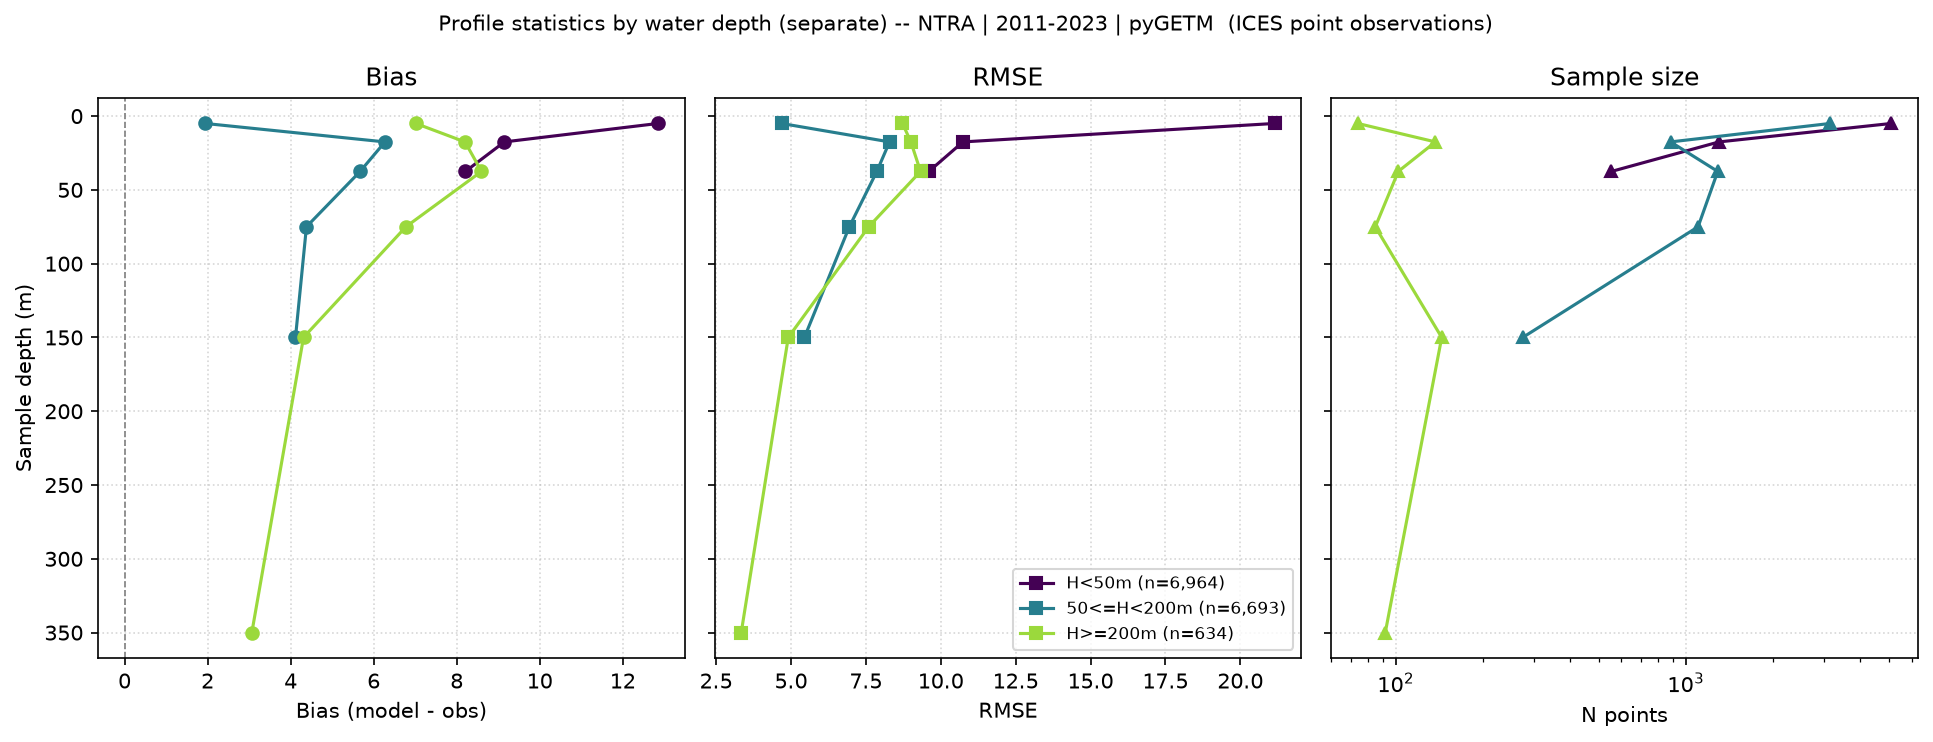 Profile statistics by water depth (separate) -- NTRA | 2011-2023 | pyGETM  (ICES point observations)
Bias
RMSE
Sample size
Sample depth (m)
0
50
100
150
200
250
300
350
0 2 4 6 8 10 12
Bias (model - obs)
2.5 5.0 7.5 10.0 12.5 15.0 17.5 20.0
RMSE
H<50m (n=6,964)
50<=H<200m (n=6,693)
H>=200m (n=634)
10² 10³
N points